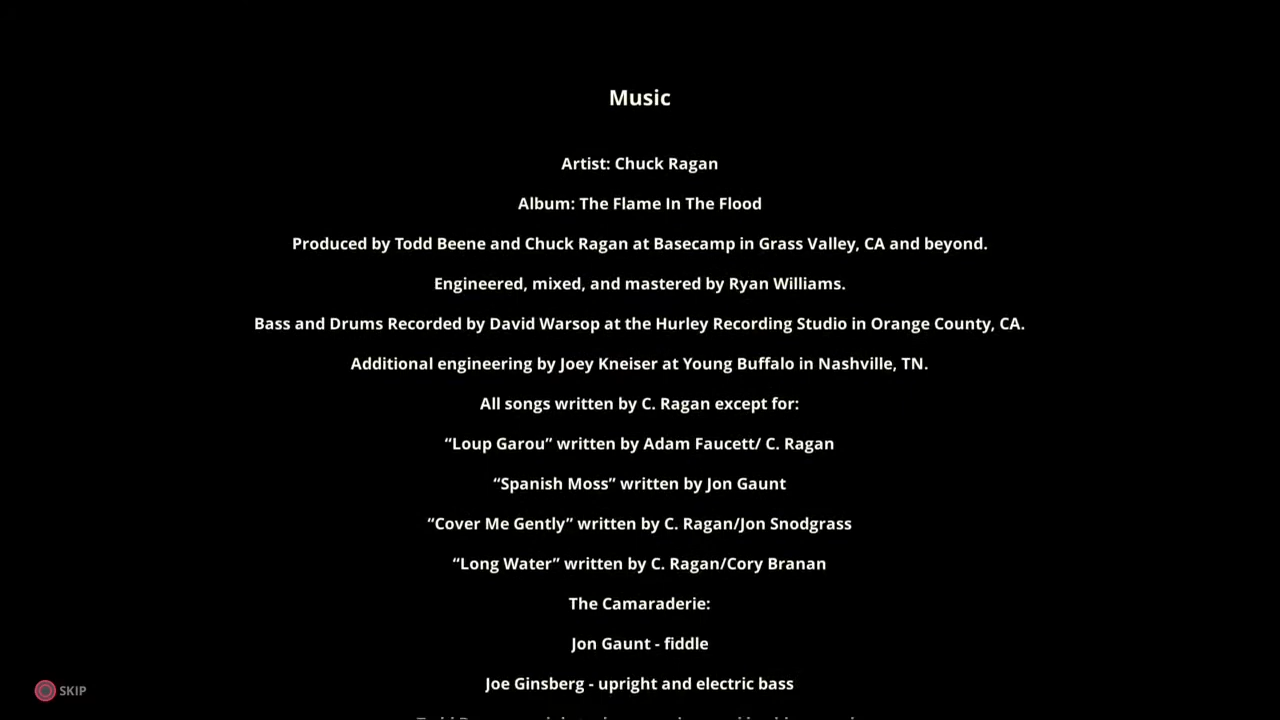 Music
Artist: Chuck Ragan
Album: The Flame In The Flood
Produced by Todd Beene and Chuck Ragan at Basecamp in Grass Valley, CA and beyond.
Engineered, mixed, and mastered by Ryan Williams.
Bass and Drums Recorded by David Warsop at the Hurley Recording Studio in Orange County, CA.
Additional engineering by Joey Kneiser at Young Buffalo in Nashville, TN.
All songs written by C. Ragan except for:
“Loup Garou” written by Adam Faucett/ C. Ragan
“Spanish Moss” written by Jon Gaunt
“Cover Me Gently” written by C. Ragan/Jon Snodgrass
“Long Water” written by C. Ragan/Cory Branan
The Camaraderie:
Jon Gaunt - fiddle
Joe Ginsberg - upright and electric bass
SKIP